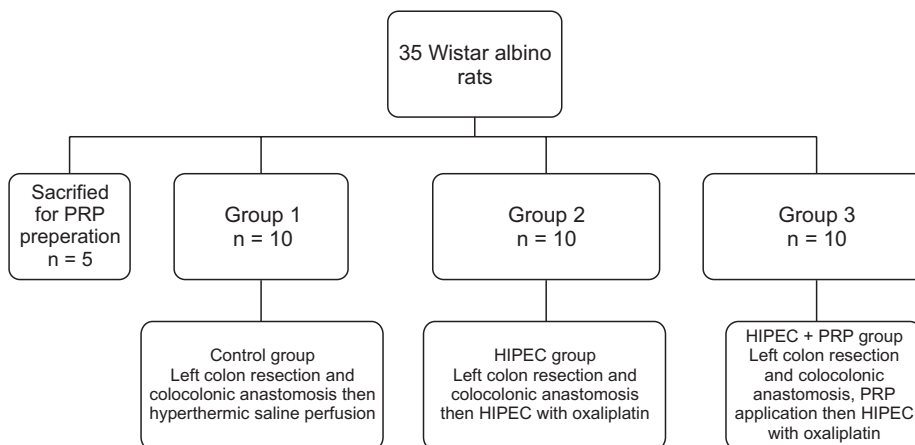 35 Wistar albino
rats
Sacrified
for PRP
preperation
n = 5
Group 1
n = 10
Group 2
n = 10
Group 3
n = 10
Control group
Left colon resection and
colocolonic anastomosis then
hyperthermic saline perfusion
HIPEC group
Left colon resection and
colocolonic anastomosis
then HIPEC with oxaliplatin
HIPEC + PRP group
Left colon resection
and colocolonic
anastomosis, PRP
application then HIPEC
with oxaliplatin